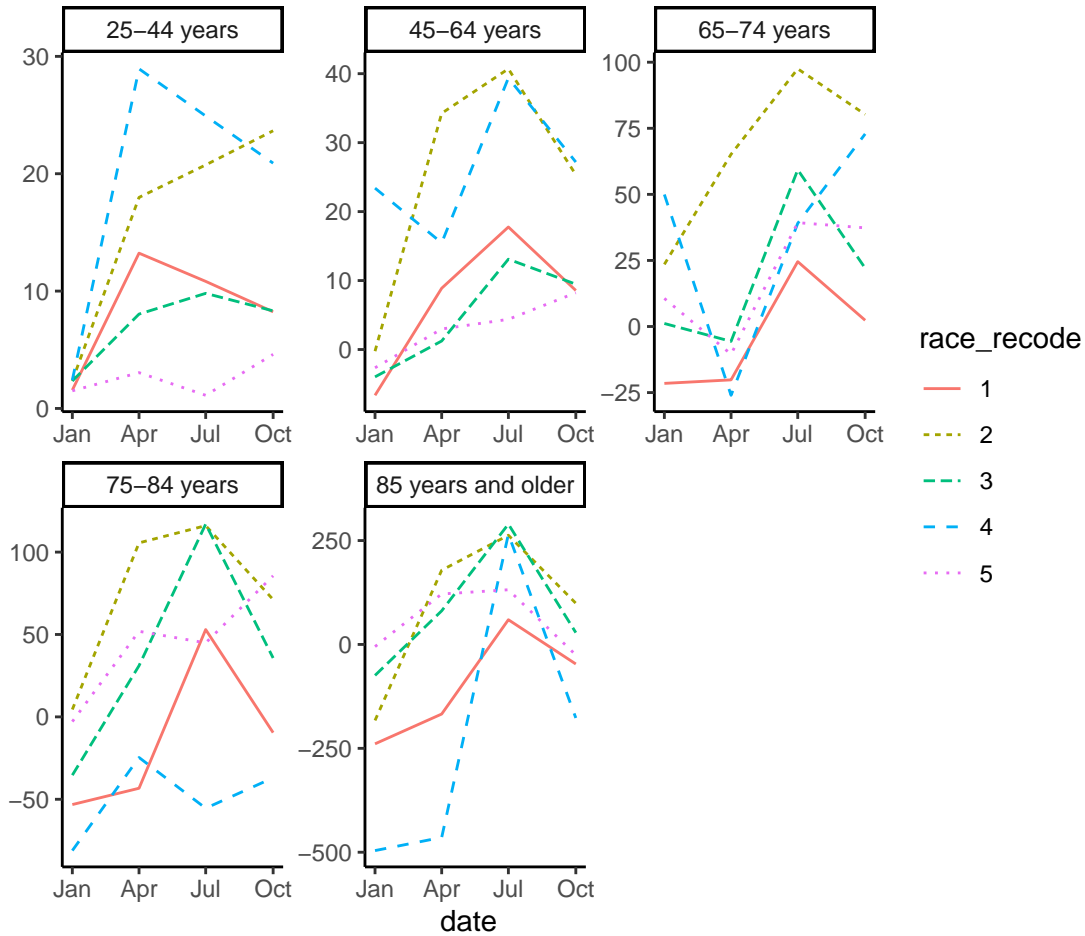 25−44 years
45−64 years
65−74 years
30
20
10
0
Jan Apr Jul Oct
40
30
20
10
0
Jan Apr Jul Oct
100
75
50
25
0
−25
Jan Apr Jul Oct
75−84 years
85 years and older
100
50
0
−50
Jan Apr Jul Oct
250
0
−250
−500
Jan Apr Jul Oct
date
race_recode
1
2
3
4
5